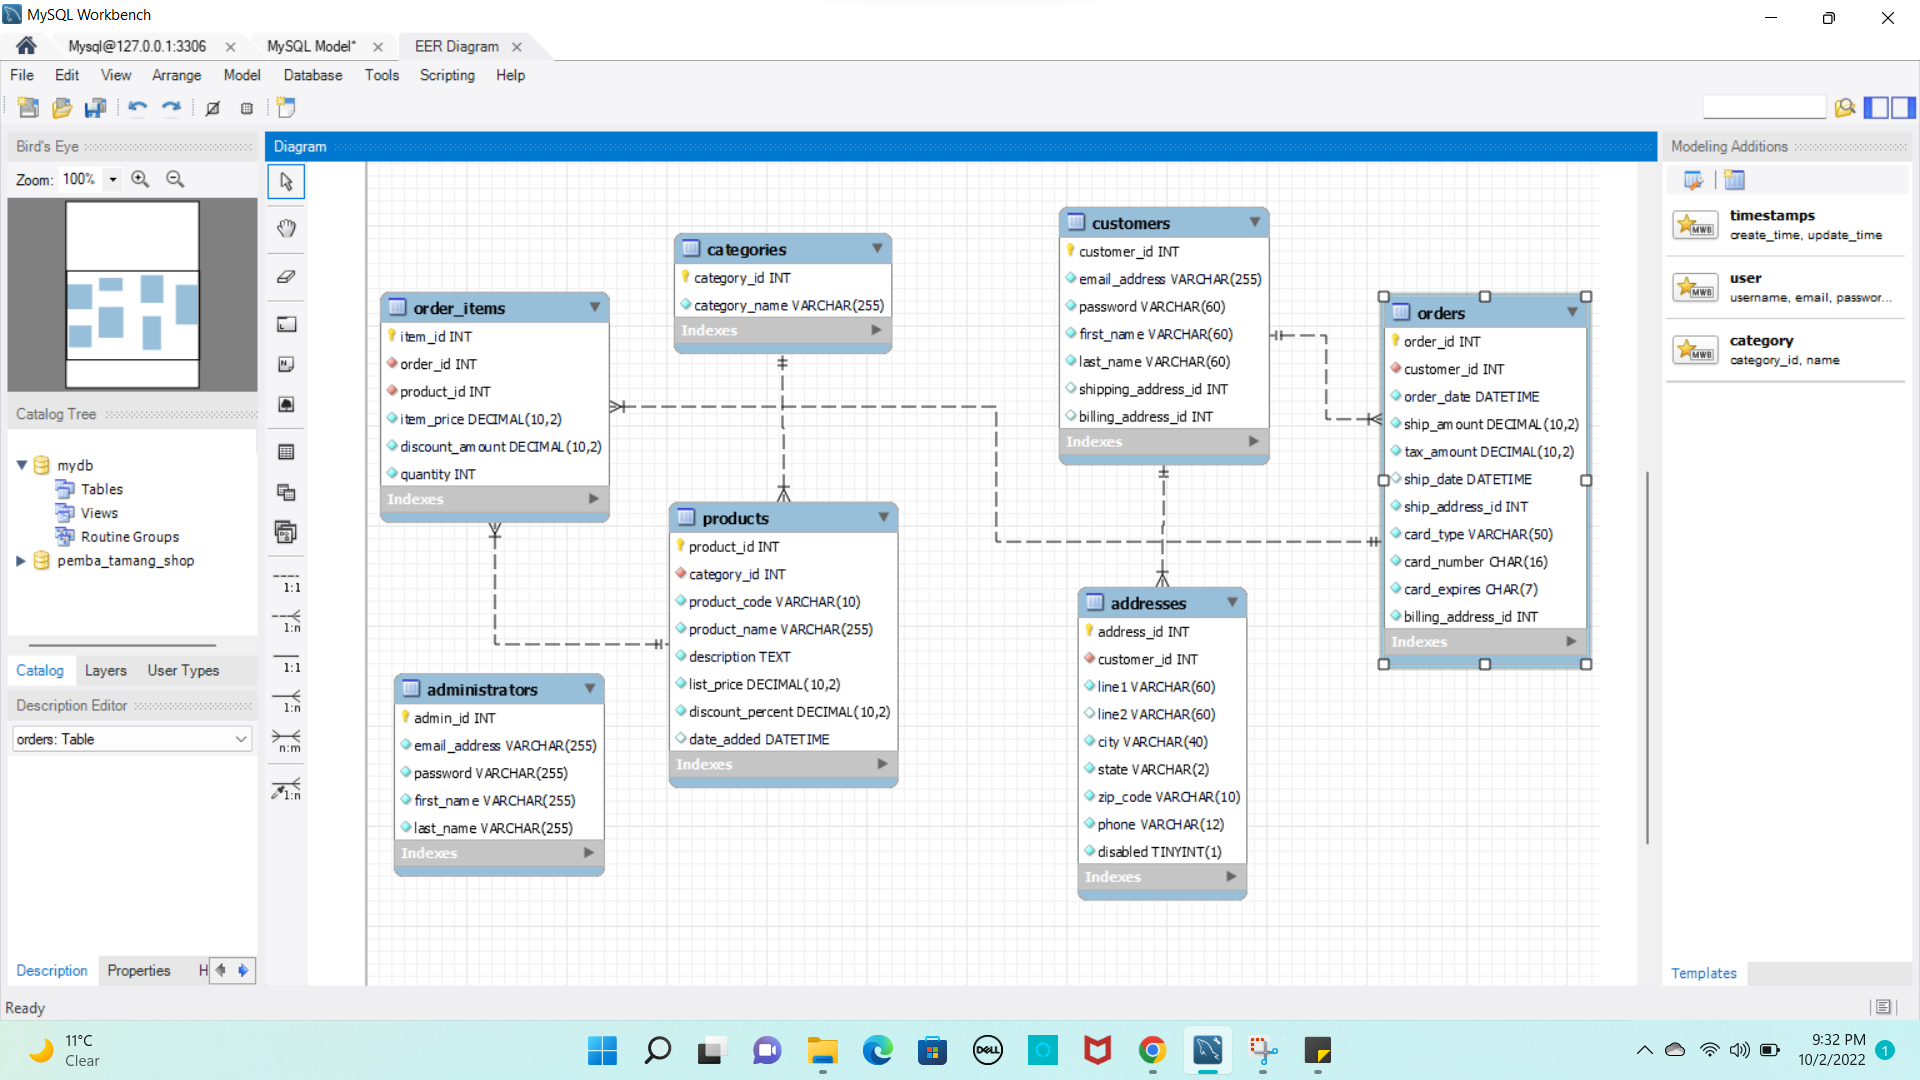 MySQL Workbench
Mysql@127.0.0.1:3306
MySQL Model*
EER Diagram
File Edit View Arrange Model Database Tools Scripting Help
Bird's Eye
Zoom: 100%
Diagram
Modeling Additions
timestamps
create_time, update_time
user
username, email, passwor...
category
category_id, name
Templates
customers
customer_id INT
email_address VARCHAR(255)
password VARCHAR(60)
first_name VARCHAR(60)
last_name VARCHAR(60)
shipping_address_id INT
billing_address_id INT
Indexes
categories
category_id INT
category_name VARCHAR(255)
Indexes
order_items
item_id INT
order_id INT
product_id INT
item_price DECIMAL(10,2)
discount_amount DECIMAL(10,2)
quantity INT
Indexes
orders
order_id INT
customer_id INT
order_date DATETIME
ship_amount DECIMAL(10,2)
tax_amount DECIMAL(10,2)
ship_date DATETIME
ship_address_id INT
card_type VARCHAR(50)
card_number CHAR(16)
card_expires CHAR(7)
billing_address_id INT
Indexes
products
product_id INT
category_id INT
product_code VARCHAR(10)
product_name VARCHAR(255)
description TEXT
list_price DECIMAL(10,2)
discount_percent DECIMAL(10,2)
date_added DATETIME
Indexes
addresses
address_id INT
customer_id INT
line1 VARCHAR(60)
line2 VARCHAR(60)
city VARCHAR(40)
state VARCHAR(2)
zip_code VARCHAR(10)
phone VARCHAR(12)
disabled TINYINT(1)
Indexes
administrators
admin_id INT
email_address VARCHAR(255)
password VARCHAR(255)
first_name VARCHAR(255)
last_name VARCHAR(255)
Indexes
Catalog Tree
mydb
Tables
Views
Routine Groups
pemba_tamang_shop
Catalog Layers User Types
Description Editor
orders: Table
Description Properties H
1:1
1:n
1:1
1:n
n:m
1:n
MWB
MWB
MWB
Ready
11°C
Clear
DELL
9:32 PM
10/2/2022
1